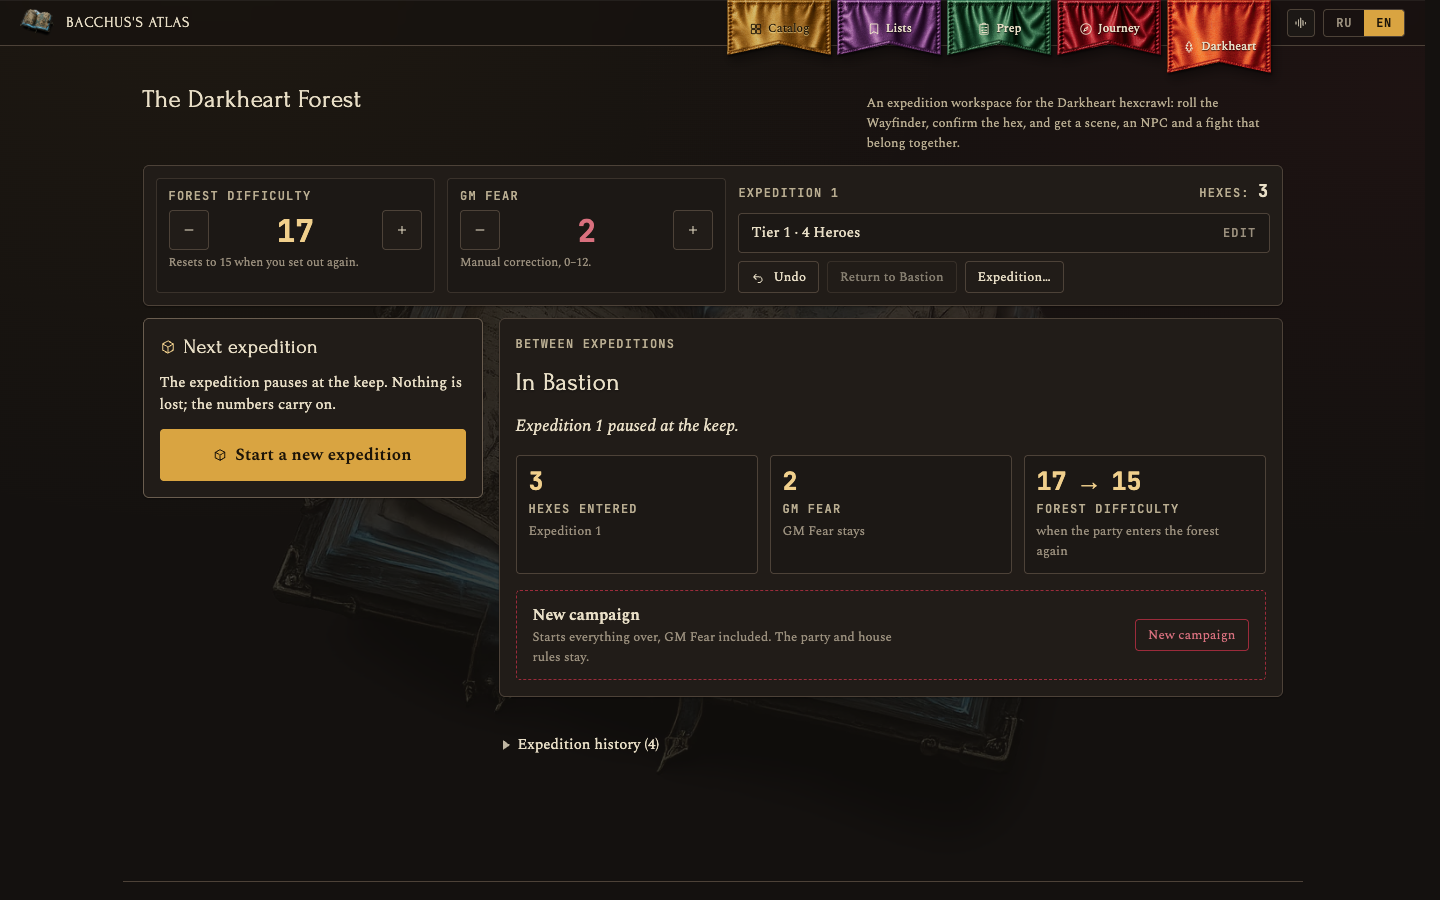 BACCHUS'S ATLAS
Catalog
Lists
Prep
Journey
Darkheart
RU
EN
The Darkheart Forest
An expedition workspace for the Darkheart hexcrawl: roll the
Wayfinder, confirm the hex, and get a scene, an NPC and a fight that
belong together.
FOREST DIFFICULTY
− 17 +
Resets to 15 when you set out again.
GM FEAR
− 2 +
Manual correction, 0–12.
EXPEDITION 1
HEXES: 3
Tier 1 · 4 Heroes
EDIT
Undo
Return to Bastion
Expedition…
Next expedition
The expedition pauses at the keep. Nothing is
lost; the numbers carry on.
Start a new expedition
BETWEEN EXPEDITIONS
In Bastion
Expedition 1 paused at the keep.
3
HEXES ENTERED
Expedition 1
2
GM FEAR
GM Fear stays
17 → 15
FOREST DIFFICULTY
when the party enters the forest
again
New campaign
Starts everything over, GM Fear included. The party and house
rules stay.
New campaign
Expedition history (4)